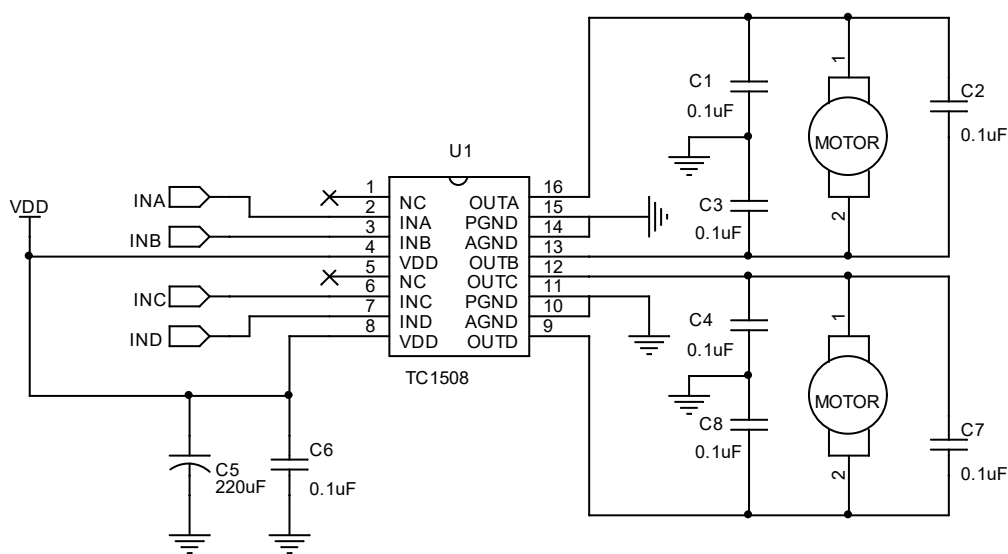 U1
VDD
INA
INB
INC
IND
1 NC OUTA 16
2 INA PGND 15
3 INB AGND 14
4 VDD OUTB 13
5 NC OUTC 12
6 INC PGND 11
7 IND AGND 10
8 VDD OUTD 9
TC1508
C1
0.1uF
C3
0.1uF
1
MOTOR
2
C2
0.1uF
C4
0.1uF
C8
0.1uF
1
MOTOR
2
C7
0.1uF
C5
220uF
C6
0.1uF